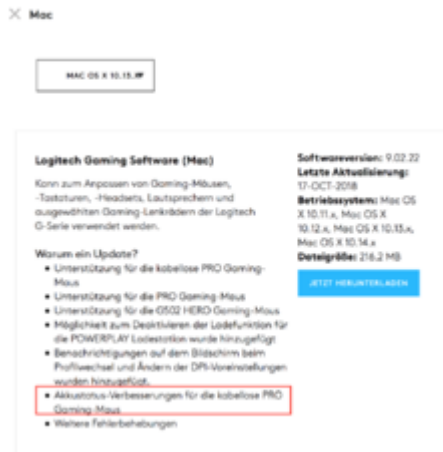 Mac
MAC OS X 10.13.#
Logitech Gaming Software (Mac)
Kann zum Anpassen von Gaming-Mäusen,
-Tastaturen, -Headsets, Lautsprechern und
ausgewählten Gaming-Lenkrädern der Logitech
G-Serie verwendet werden.
Warum ein Update?
• Unterstützung für die kabellose PRO Gaming-
Maus
• Unterstützung für die PRO Gaming-Maus
• Unterstützung für die G502 HERO Gaming-Maus
• Möglichkeit zum Deaktivieren der Ladefunktion für
die POWERPLAY Ladestation wurde hinzugefügt
• Benachrichtigungen auf dem Bildschirm beim
Profilwechsel und Ändern der DPI-Voreinstellungen
wurden hinzugefügt.
• Akkustatus-Verbesserungen für die kabellose PRO
Gaming-Maus
• Weitere Fehlerbehebungen
Softwareversion: 9.02.22
Letzte Aktualisierung:
17-OCT-2018
Betriebssystem: Mac OS
X 10.11.x, Mac OS X
10.12.x, Mac OS X 10.13.x,
Mac OS X 10.14.x
Dateigröße: 216.2 MB
JETZT HERUNTERLADEN